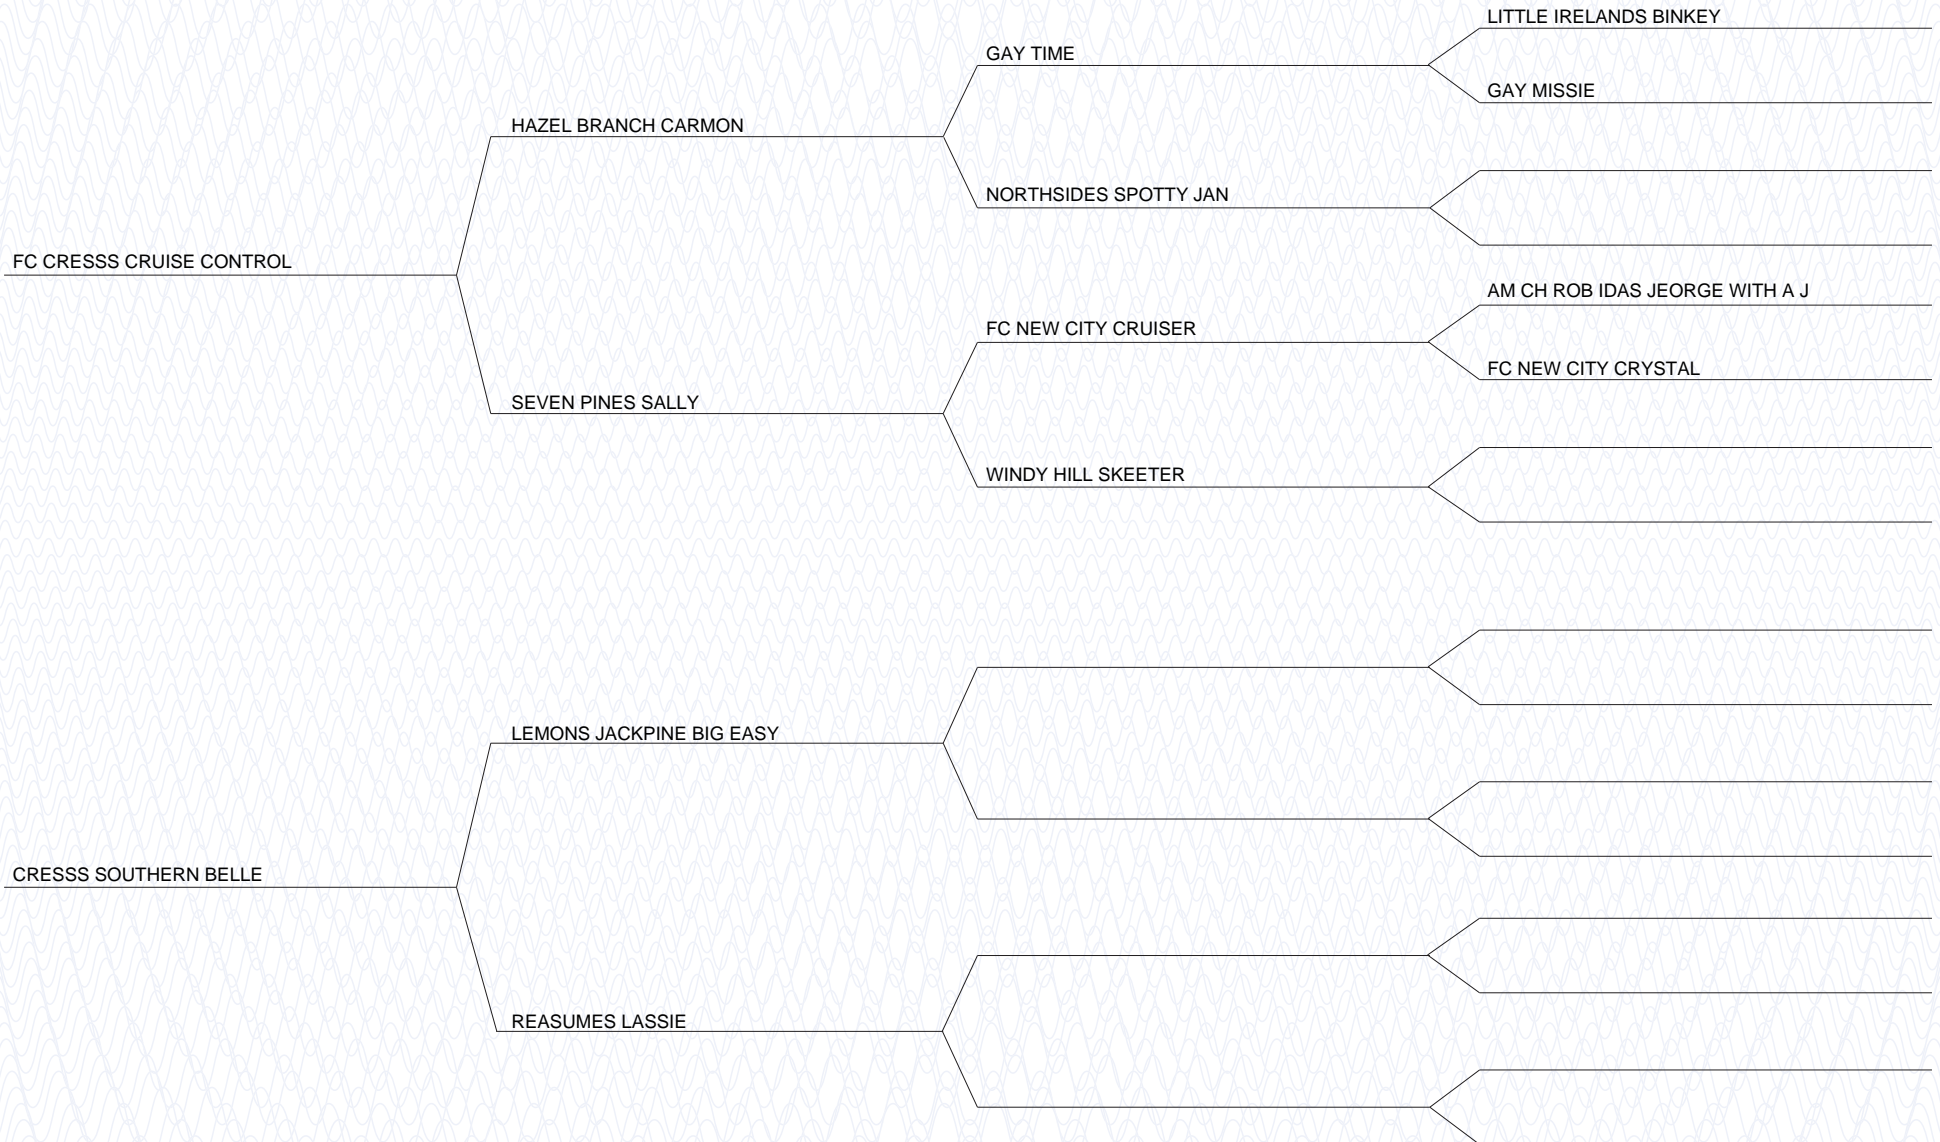 LITTLE IRELANDS BINKEY
GAY TIME
GAY MISSIE
HAZEL BRANCH CARMON
NORTHSIDES SPOTTY JAN
FC CRESSS CRUISE CONTROL
AM CH ROB IDAS JEORGE WITH A J
FC NEW CITY CRUISER
FC NEW CITY CRYSTAL
SEVEN PINES SALLY
WINDY HILL SKEETER
LEMONS JACKPINE BIG EASY
CRESSS SOUTHERN BELLE
REASUMES LASSIE